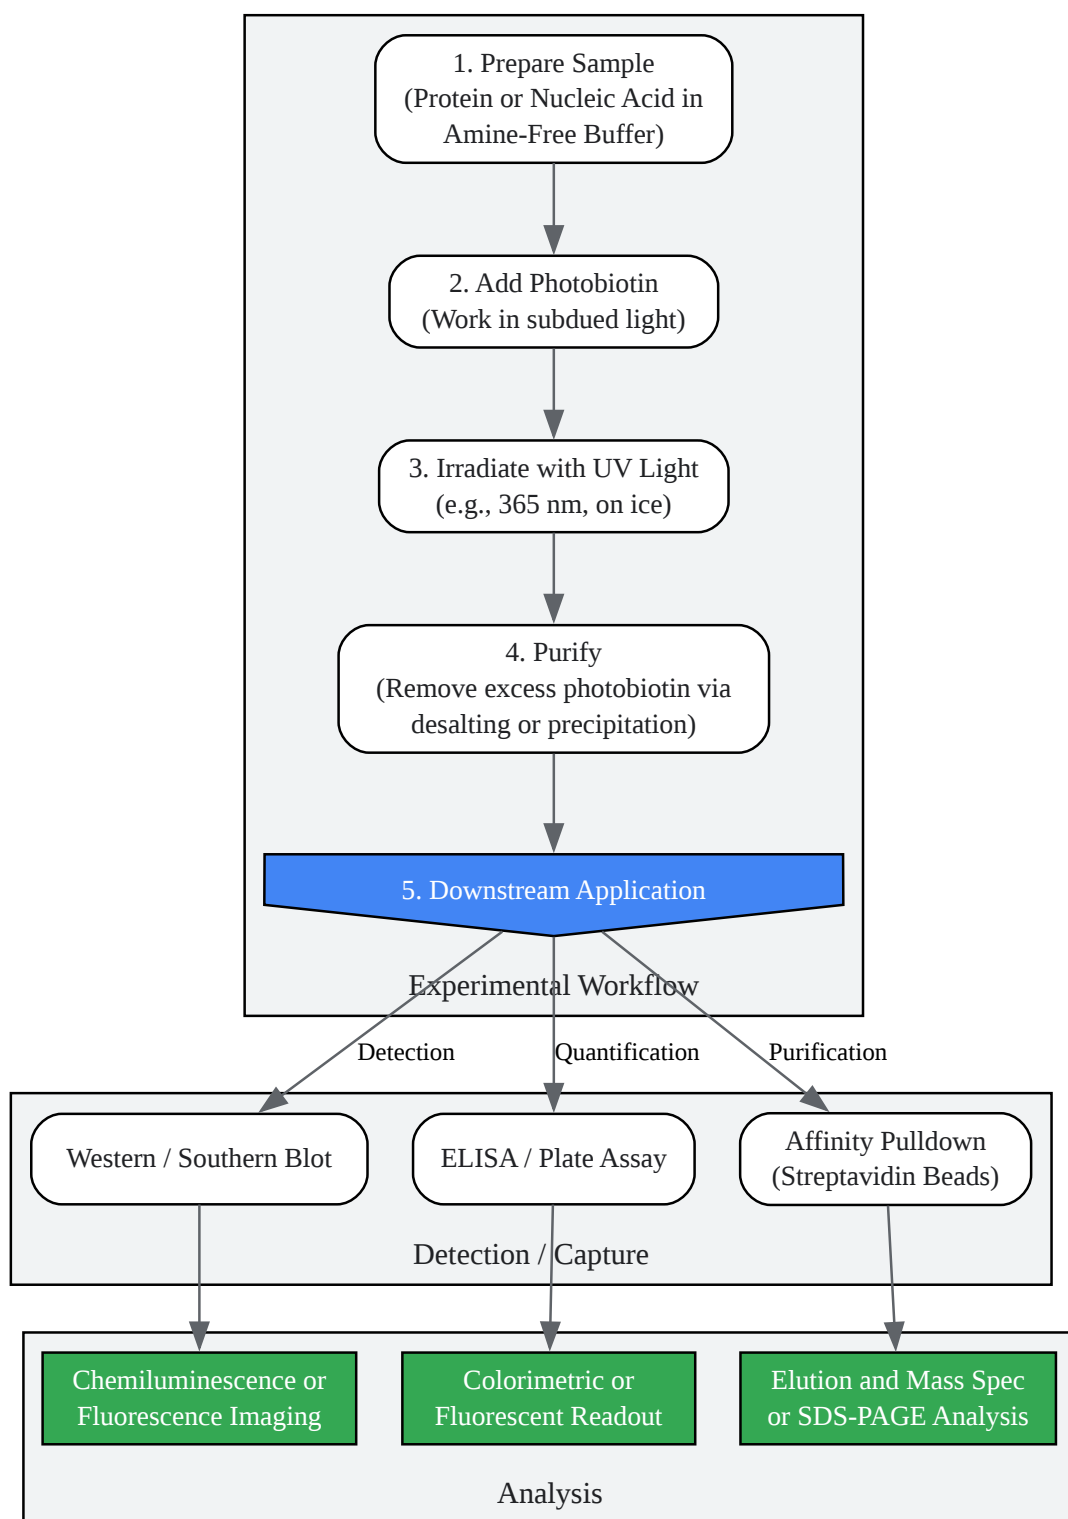 1. Prepare Sample
(Protein or Nucleic Acid in
Amine-Free Buffer)
2. Add Photobiotin
(Work in subdued light)
3. Irradiate with UV Light
(e.g., 365 nm, on ice)
4. Purify
(Remove excess photobiotin via
desalting or precipitation)
5. Downstream Application
Experimental Workflow
Detection
Quantification
Purification
Western / Southern Blot
ELISA / Plate Assay
Affinity Pulldown
(Streptavidin Beads)
Detection / Capture
Chemiluminescence or
Fluorescence Imaging
Colorimetric or
Fluorescent Readout
Elution and Mass Spec
or SDS-PAGE Analysis
Analysis